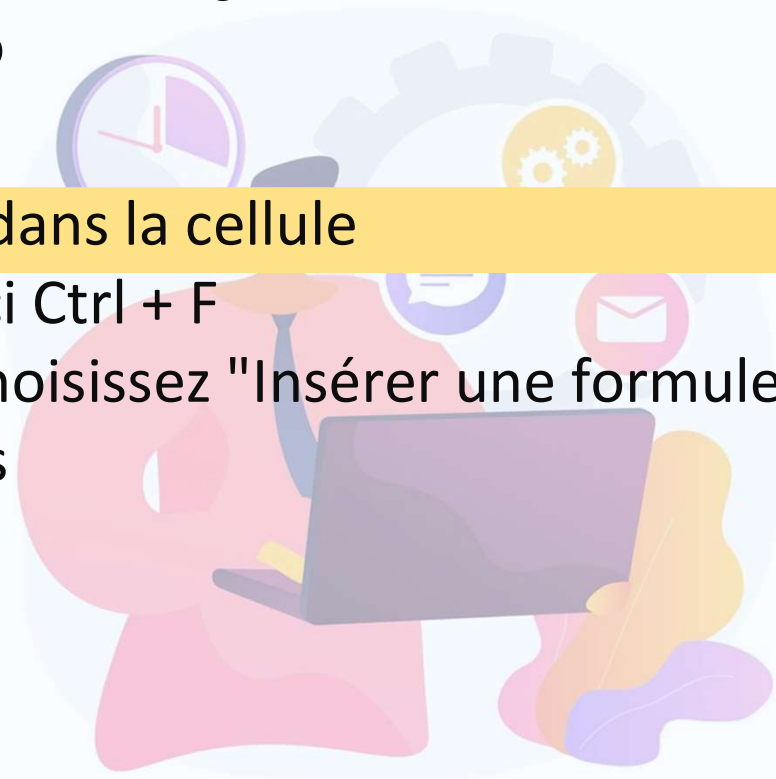 dans la cellule
i Ctrl + F
hoisissez "Insérer une formule
s